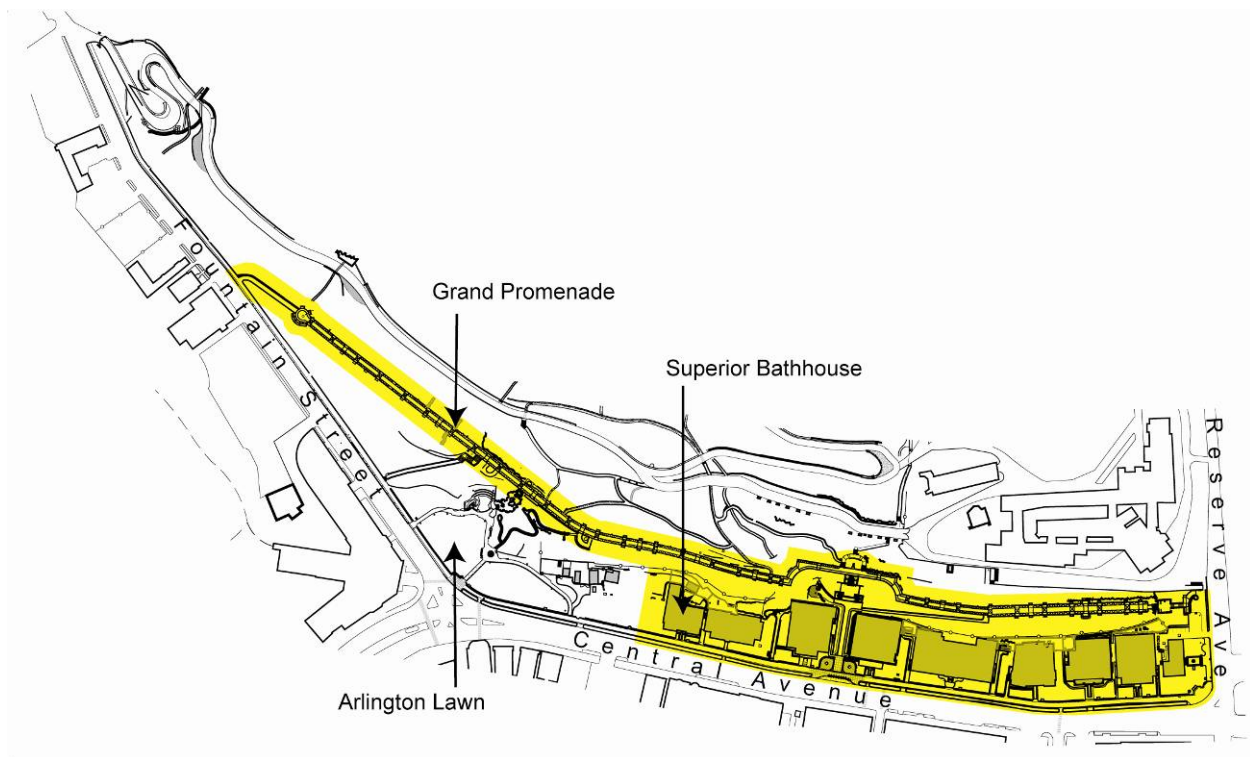 Fountain Street
Grand Promenade
Superior Bathhouse
Reserve Ave
Central Avenue
Arlington Lawn